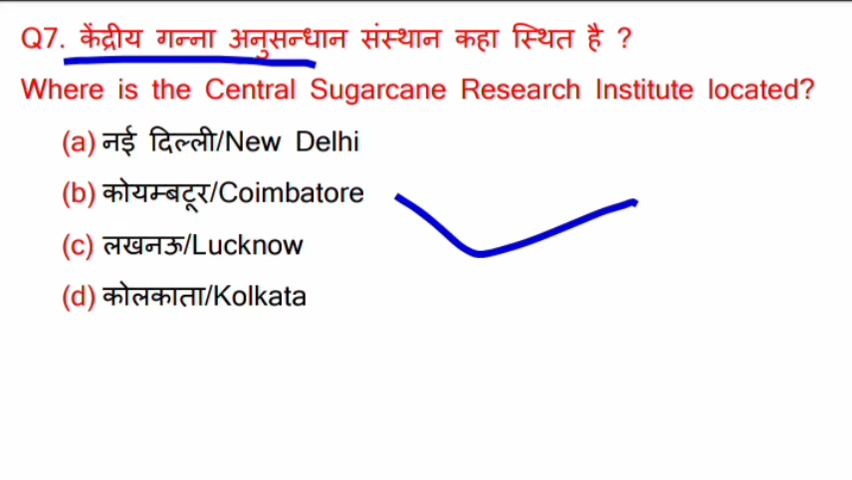 Q7. केंद्रीय गन्ना अनुसन्धान संस्थान कहा स्थित है ?
Where is the Central Sugarcane Research Institute located?
(a) नई दिल्ली/New Delhi
(b) कोयम्बटूर/Coimbatore
(c) लखनऊ/Lucknow
(d) कोलकाता/Kolkata